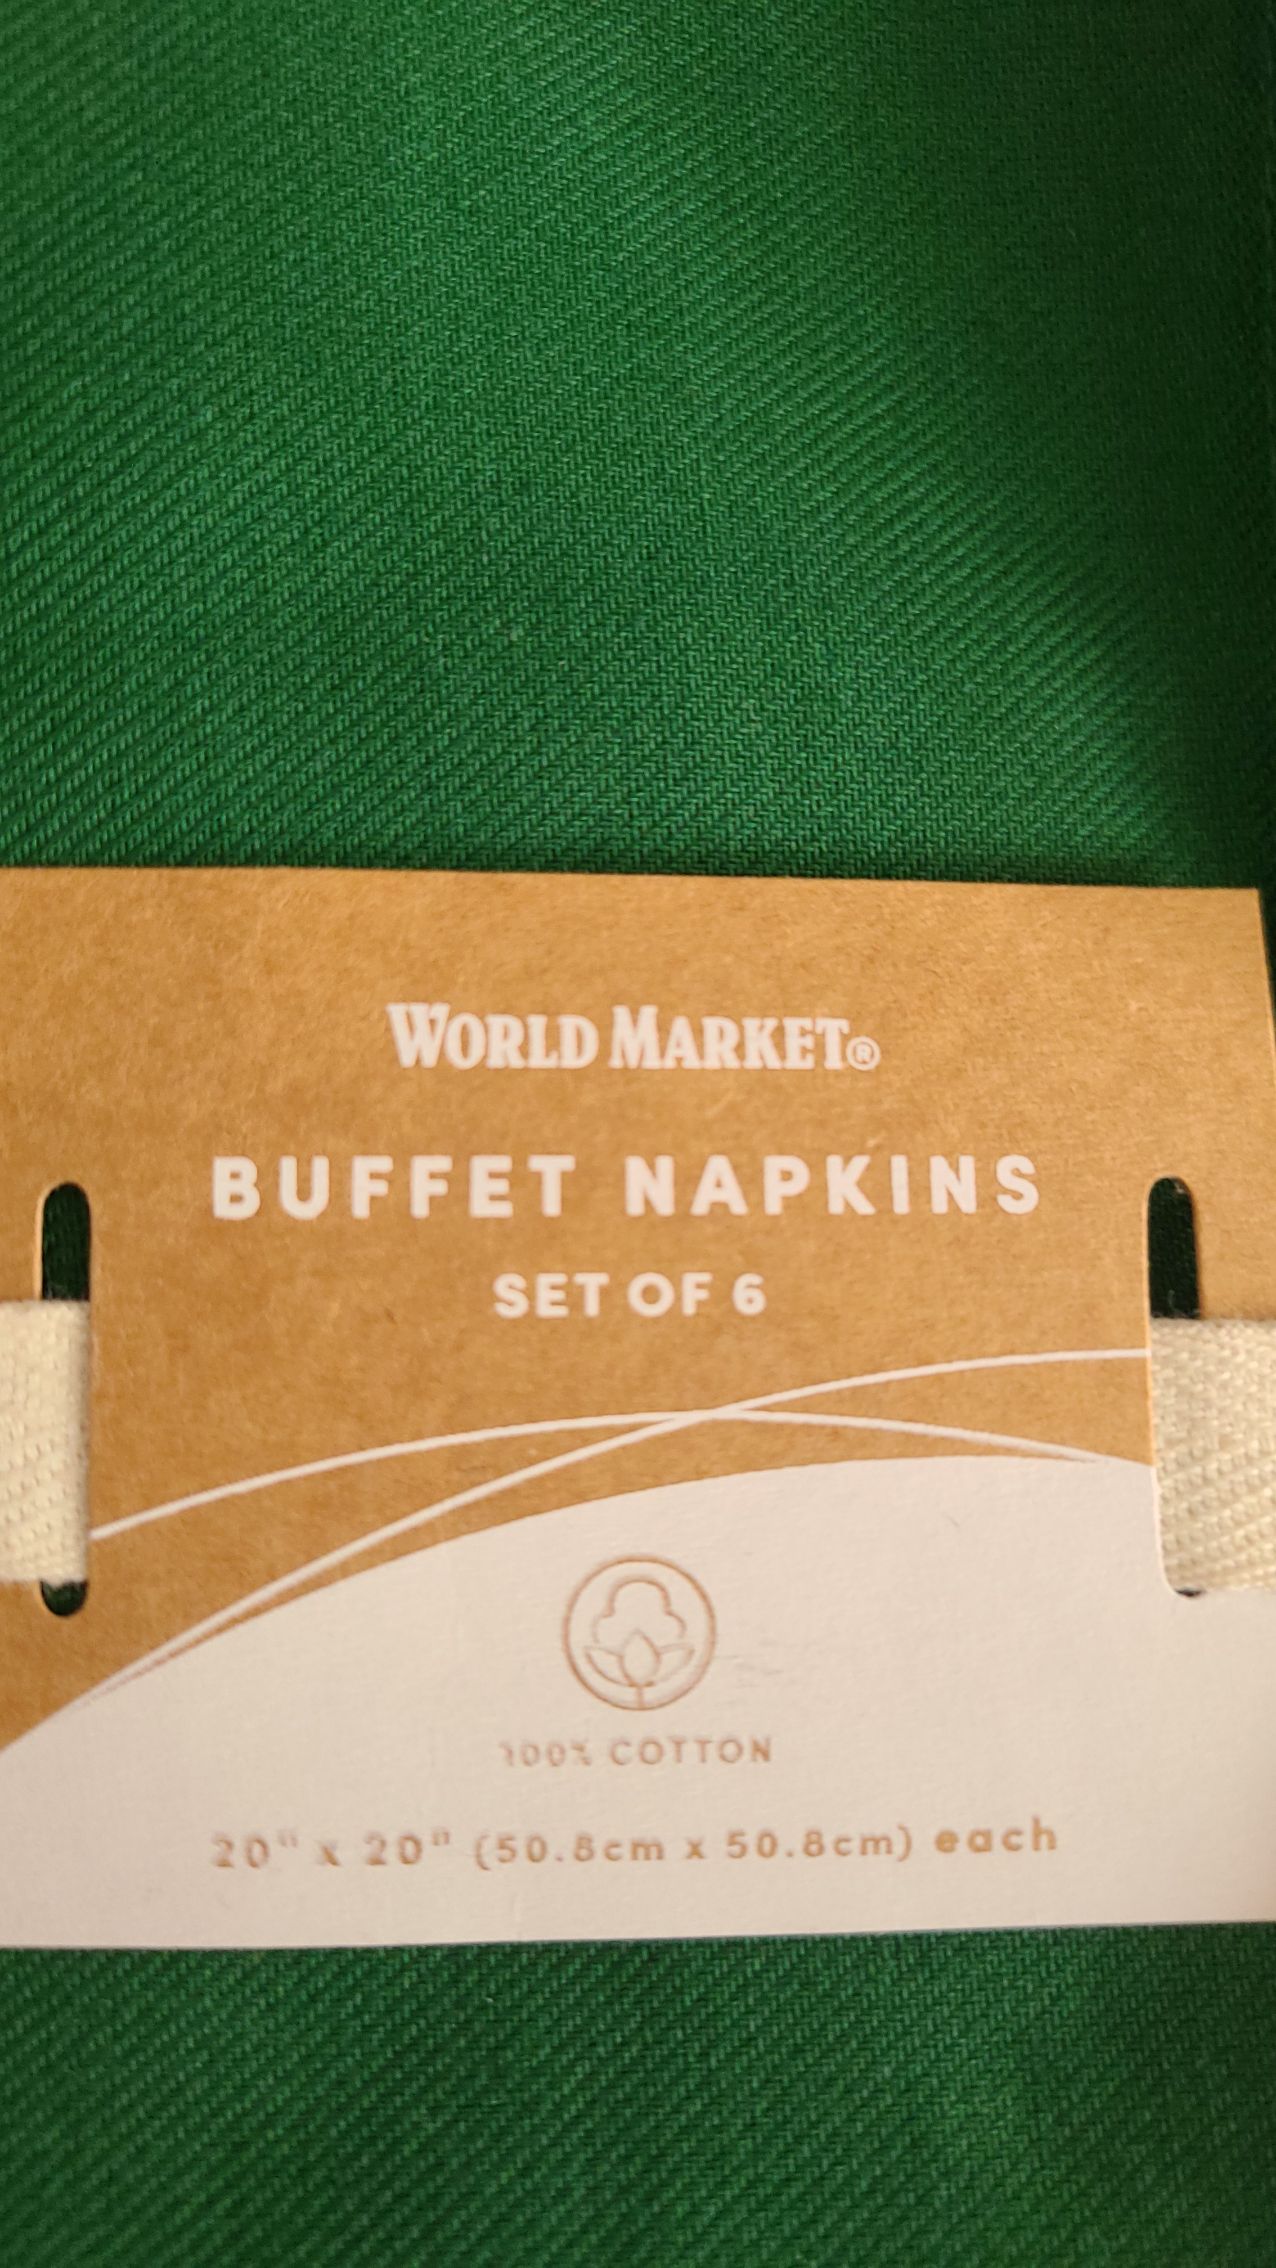 WORLD MARKET®
BUFFET NAPKINS
SET OF 6
100% COTTON
20" x 20" (50.8cm x 50.8cm) each